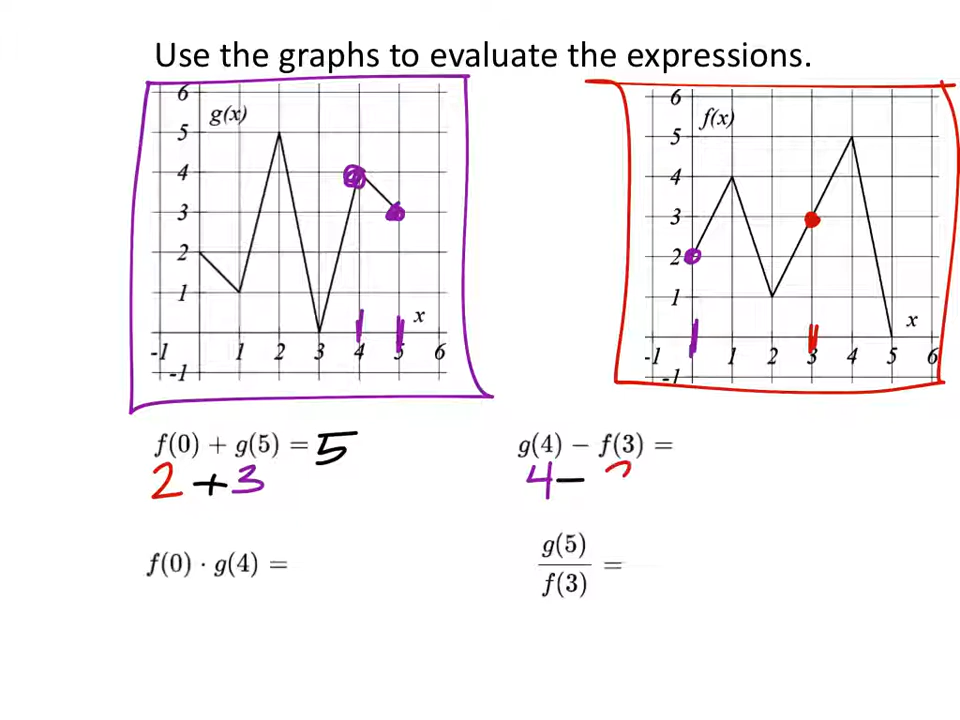 Use the graphs to evaluate the expressions.
6
g(x)
5
4
3
2
1
x
-1 1 2 3 4 5 6
-1
6
f(x)
5
4
3
2
1
x
-1 1 2 3 4 5 6
-1
f(0) + g(5) = 5
2 + 3
g(4) − f(3) =
4 −
f(0) · g(4) =
g(5)
f(3)
=